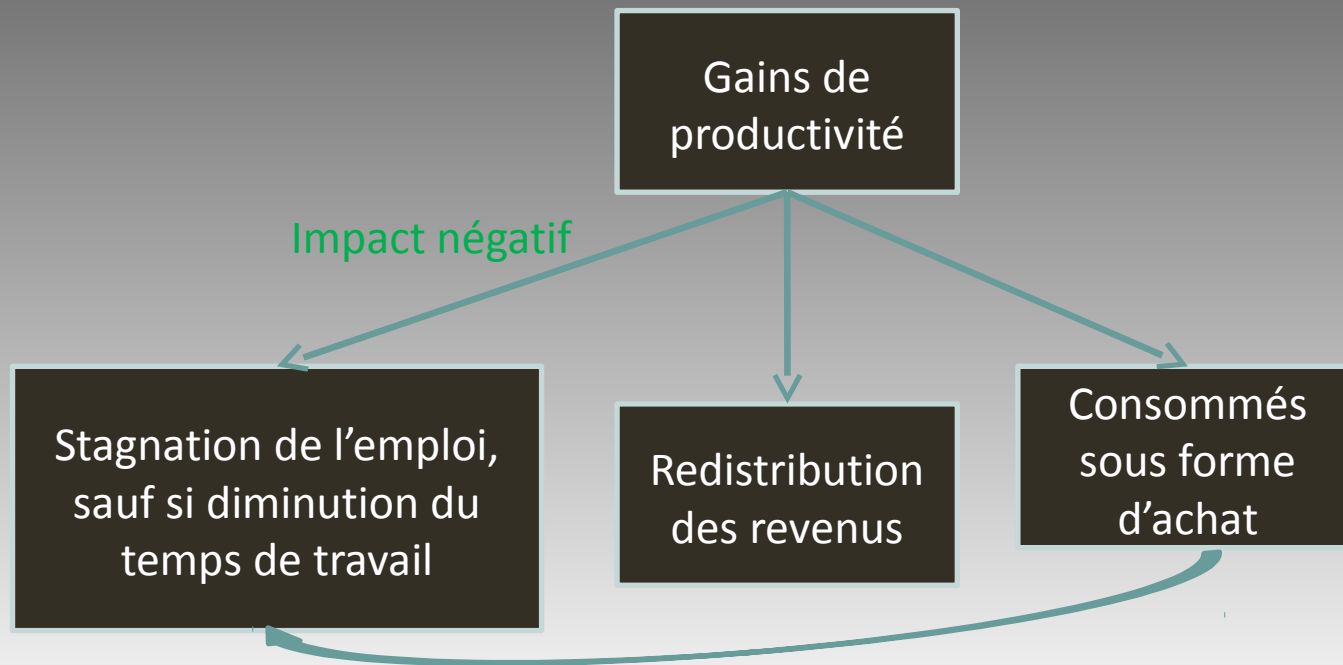 Gains de
productivité
Impact négatif
Stagnation de l’emploi,
sauf si diminution du
temps de travail
Redistribution
des revenus
Consommés
sous forme
d’achat